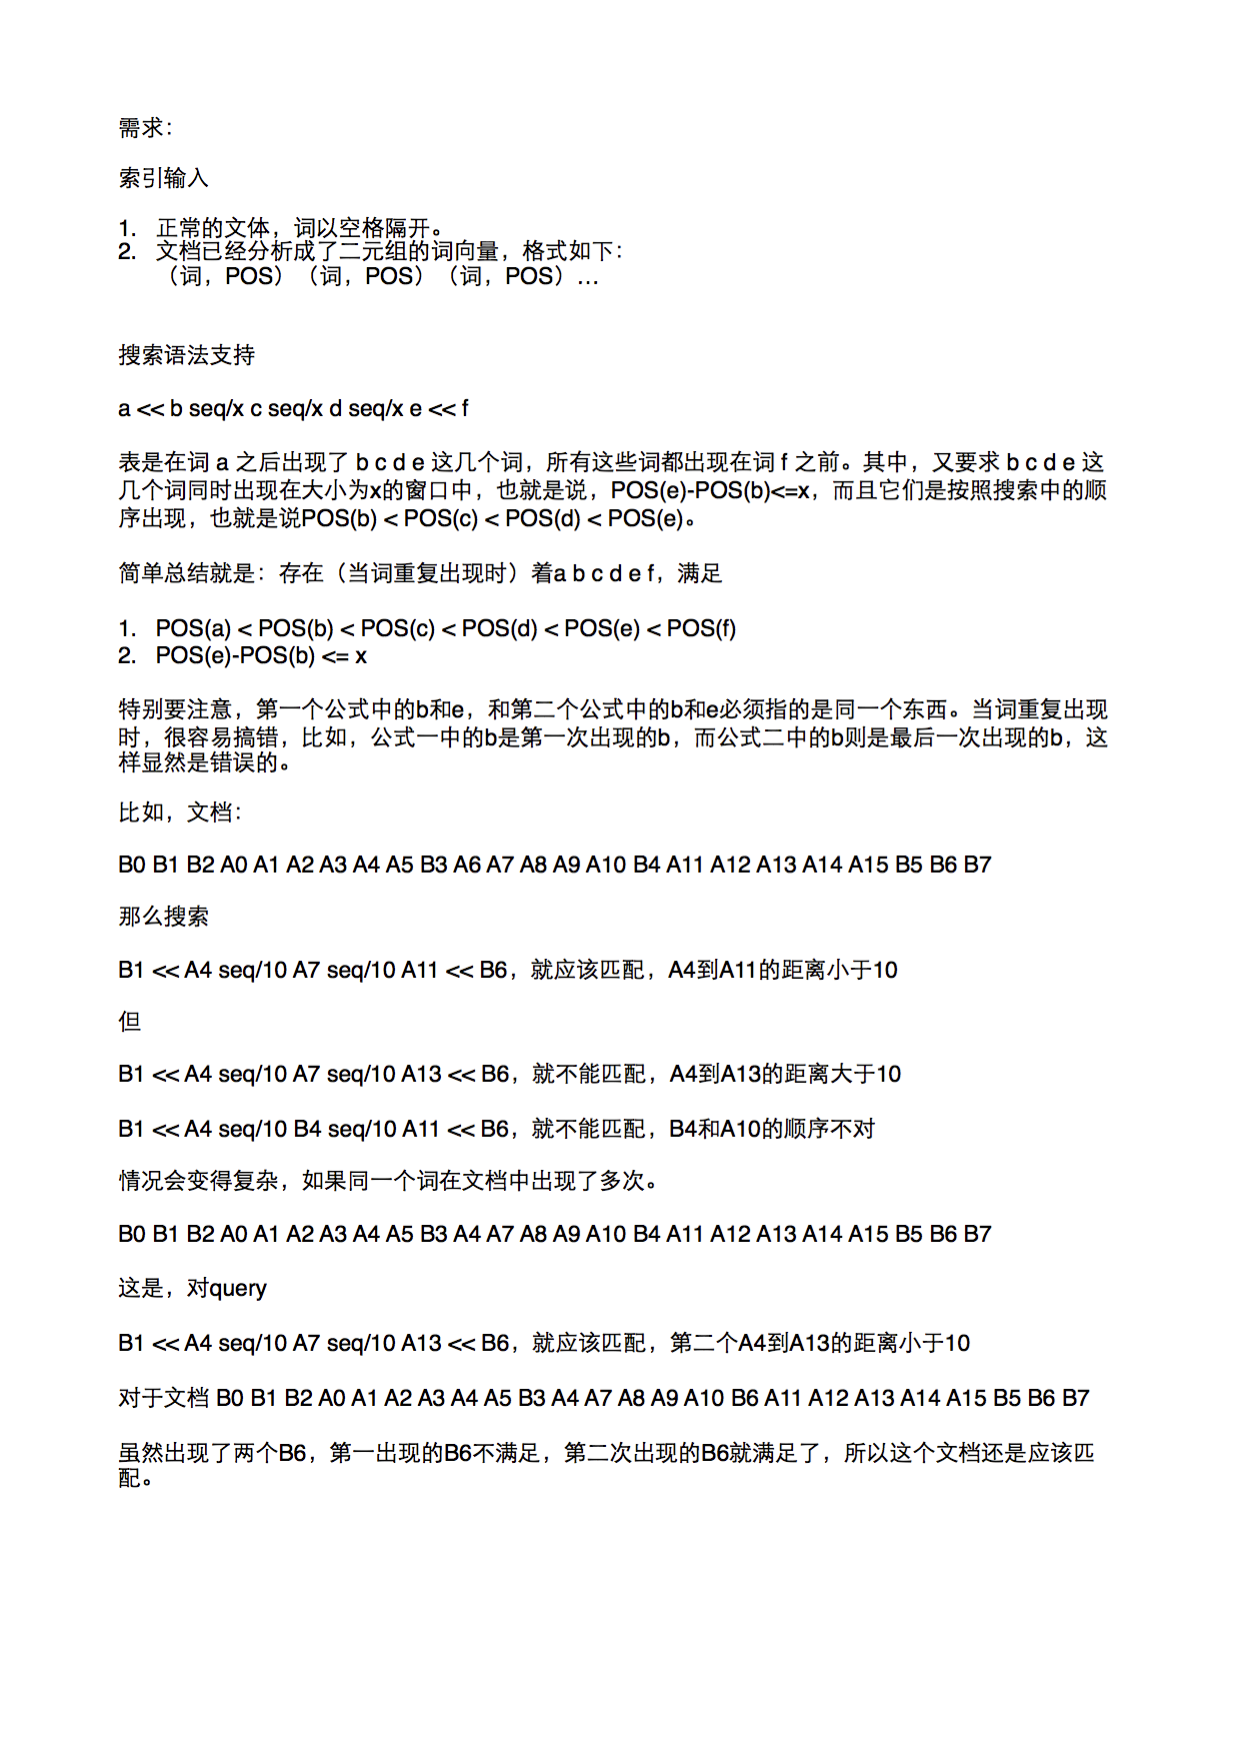 需求：
索引输入
1. 正常的文体，词以空格隔开。
2. 文档已经分析成了二元组的词向量，格式如下：
（词，POS）（词，POS）（词，POS）…
搜索语法支持
a << b seq/x c seq/x d seq/x e << f
表是在词 a 之后出现了 b c d e 这几个词，所有这些词都出现在词 f 之前。其中，又要求 b c d e 这
几个词同时出现在大小为x的窗口中，也就是说，POS(e)-POS(b)<=x，而且它们是按照搜索中的顺
序出现，也就是说POS(b) < POS(c) < POS(d) < POS(e)。
简单总结就是：存在（当词重复出现时）着a b c d e f，满足
1. POS(a) < POS(b) < POS(c) < POS(d) < POS(e) < POS(f)
2. POS(e)-POS(b) <= x
特别要注意，第一个公式中的b和e，和第二个公式中的b和e必须指的是同一个东西。当词重复出现
时，很容易搞错，比如，公式一中的b是第一次出现的b，而公式二中的b则是最后一次出现的b，这
样显然是错误的。
比如，文档：
B0 B1 B2 A0 A1 A2 A3 A4 A5 B3 A6 A7 A8 A9 A10 B4 A11 A12 A13 A14 A15 B5 B6 B7
那么搜索
B1 << A4 seq/10 A7 seq/10 A11 << B6，就应该匹配，A4到A11的距离小于10
但
B1 << A4 seq/10 A7 seq/10 A13 << B6，就不能匹配，A4到A13的距离大于10
B1 << A4 seq/10 B4 seq/10 A11 << B6，就不能匹配，B4和A10的顺序不对
情况会变得复杂，如果同一个词在文档中出现了多次。
B0 B1 B2 A0 A1 A2 A3 A4 A5 B3 A4 A7 A8 A9 A10 B4 A11 A12 A13 A14 A15 B5 B6 B7
这是，对query
B1 << A4 seq/10 A7 seq/10 A13 << B6，就应该匹配，第二个A4到A13的距离小于10
对于文档 B0 B1 B2 A0 A1 A2 A3 A4 A5 B3 A4 A7 A8 A9 A10 B6 A11 A12 A13 A14 A15 B5 B6 B7
虽然出现了两个B6，第一出现的B6不满足，第二次出现的B6就满足了，所以这个文档还是应该匹
配。